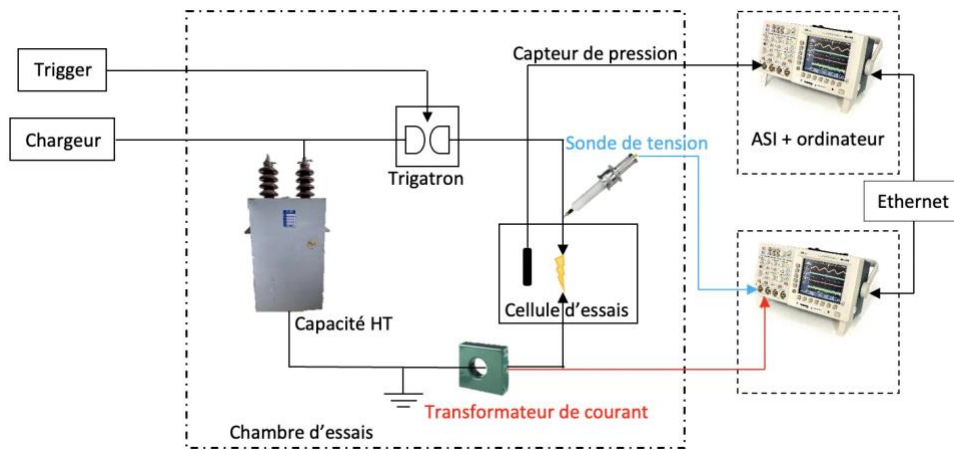 Trigger
Chargeur
Capteur de pression
Sonde de tension
Trigatron
Capacité HT
Cellule d'essais
Transformateur de courant
Chambre d'essais
ASI + ordinateur
Ethernet